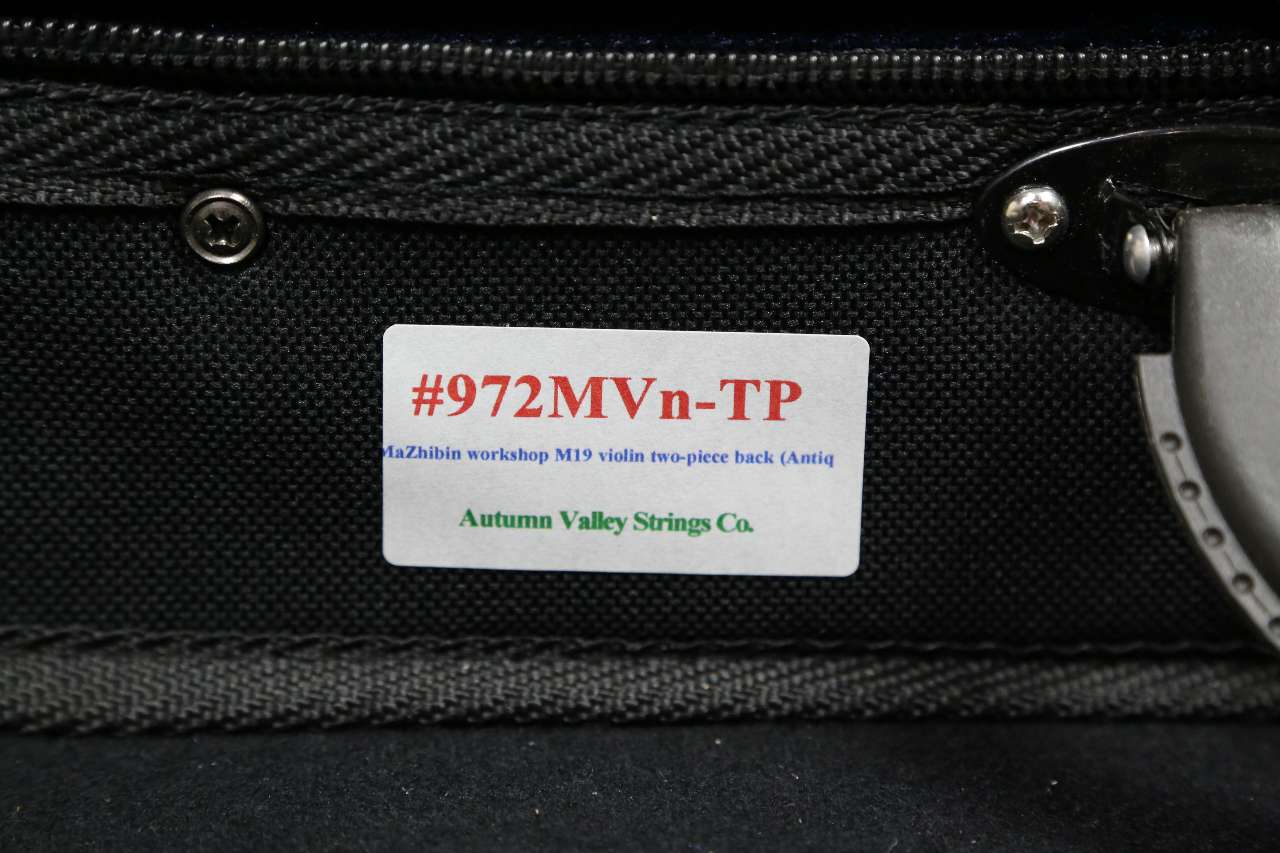 #972MVn-TP
MaZhibin workshop M19 violin two-piece back (Antiq
Autumn Valley Strings Co.